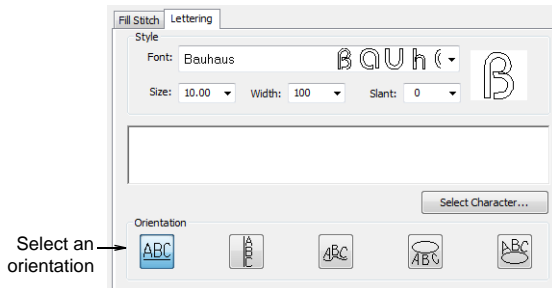 Fill Stitch Lettering
Style
Font: Bauhaus B a U h
Size: 10.00 Width: 100 Slant: 0
B
Select Character...
Orientation
Select an
orientation
ABC ABC ABC ABC ABC